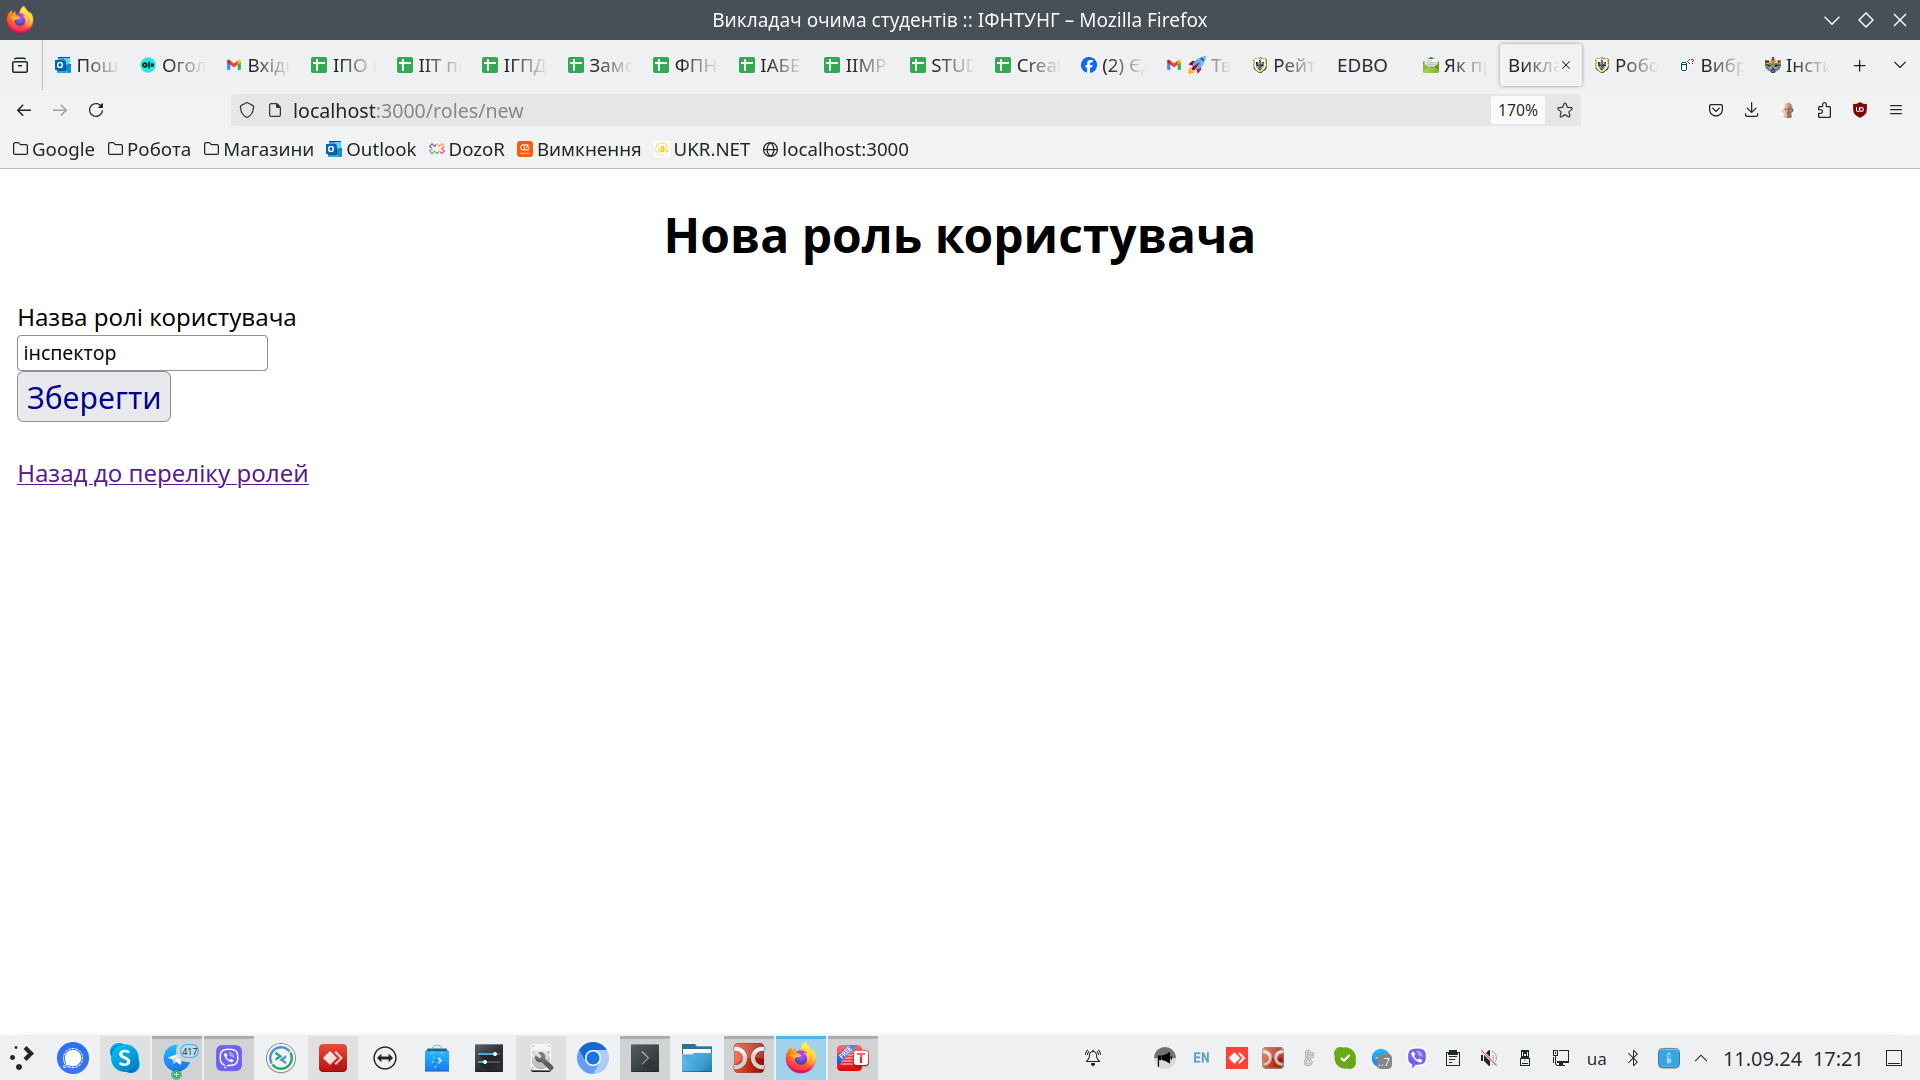 Викладач очима студентів :: ІФНТУНГ – Mozilla Firefox
Пош Огол Вхід ІПО ІІТ п ІГПД Замо ФПН ІАБЕ ІІМР STUD Crea (2) Є Тв Рейт EDBO Як п Викла Робо Вибр Інсти
localhost:3000/roles/new 170%
Google Робота Магазини Outlook DozoR Вимкнення UKR.NET localhost:3000
Нова роль користувача
Назва ролі користувача
інспектор
Зберегти
Назад до переліку ролей
417 EN ua 11.09.24 17:21